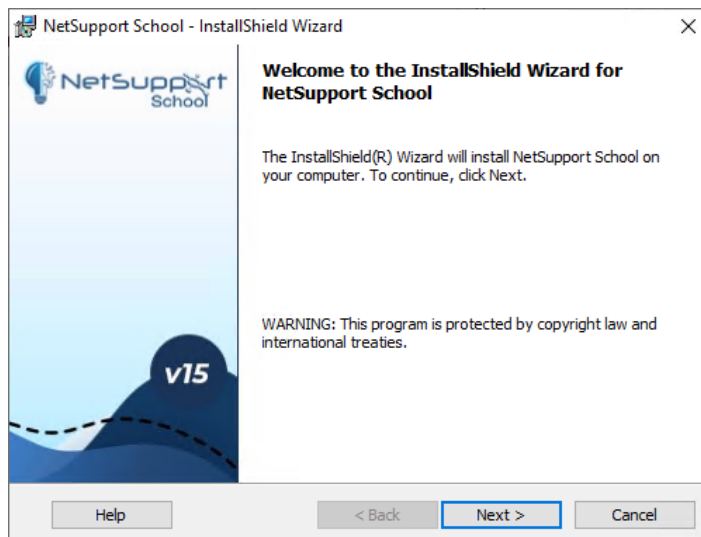 NetSupport School - InstallShield Wizard
NetSupport
School
Welcome to the InstallShield Wizard for
NetSupport School
The InstallShield(R) Wizard will install NetSupport School on
your computer. To continue, click Next.
WARNING: This program is protected by copyright law and
international treaties.
v15
Help
< Back
Next >
Cancel